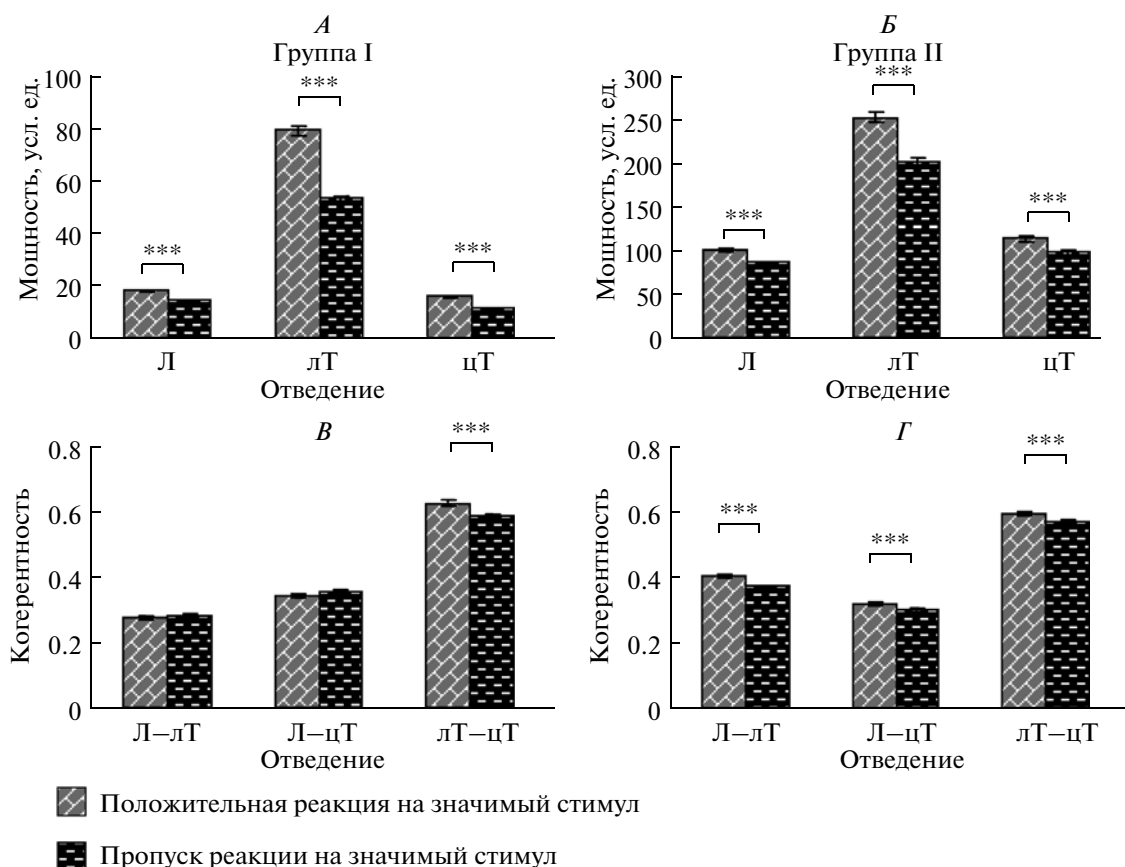 А
Группа I
Мощность, усл. ед.
100
80
60
40
20
0
***
***
***
Л
лТ
цТ
Отведение
Б
Группа II
Мощность, усл. ед.
300
250
200
150
100
50
0
***
***
***
Л
лТ
цТ
Отведение
В
Когерентность
0.8
0.6
0.4
0.2
0
***
Л–лТ
Л–цТ
лТ–цТ
Отведение
Г
Когерентность
0.8
0.6
0.4
0.2
0
***
***
***
Л–лТ
Л–цТ
лТ–цТ
Отведение
Положительная реакция на значимый стимул
Пропуск реакции на значимый стимул